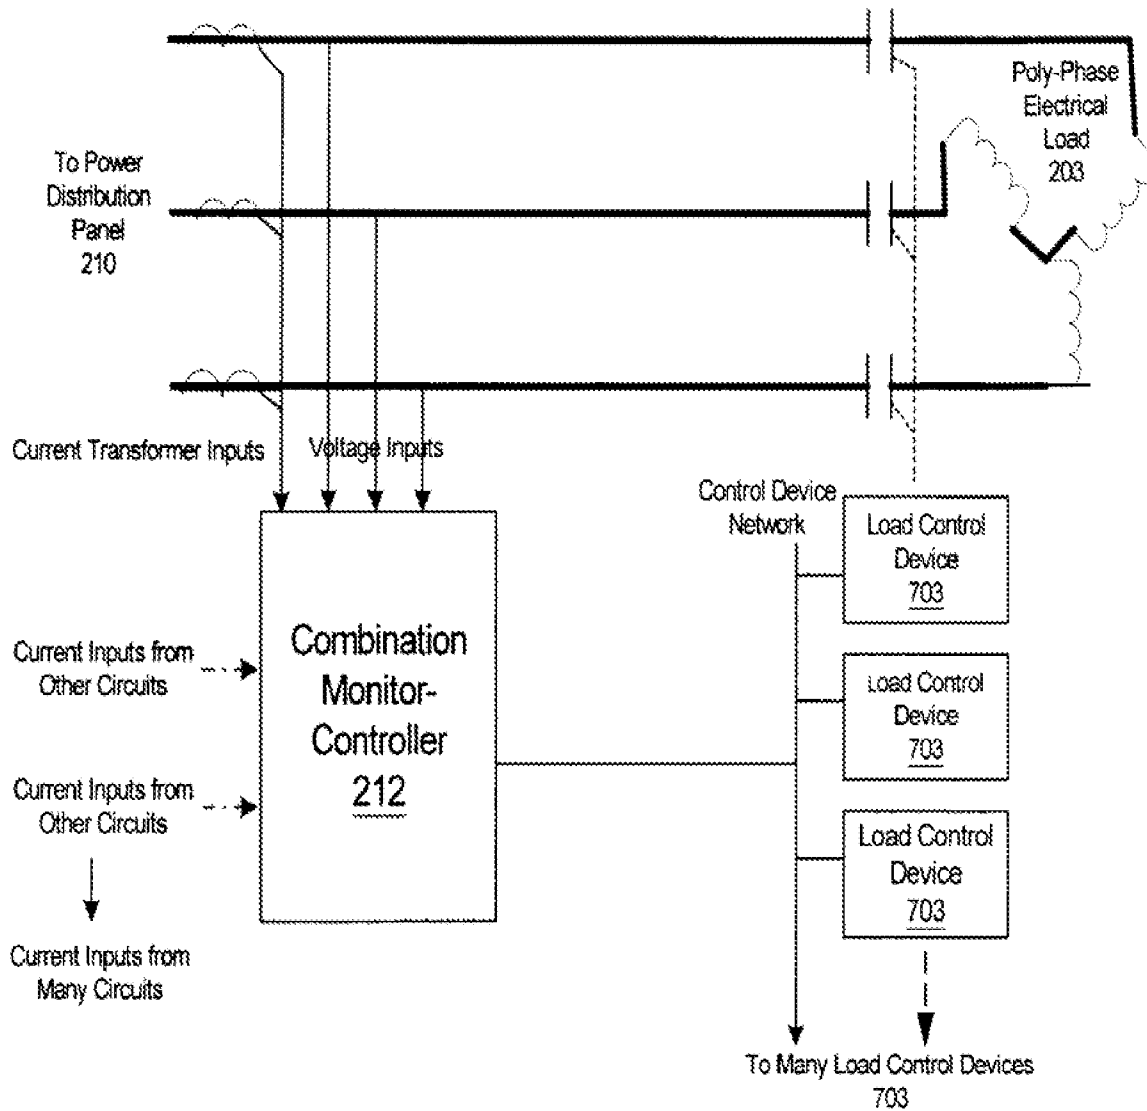 Poly-Phase
Electrical
Load
203
To Power
Distribution
Panel
210
Current Transformer Inputs
Voltage Inputs
Control Device
Network
Load Control
Device
703
Combination
Monitor-
Controller
212
Current Inputs from
Other Circuits
Load Control
Device
703
Current Inputs from
Other Circuits
Load Control
Device
703
Current Inputs from
Many Circuits
To Many Load Control Devices
703